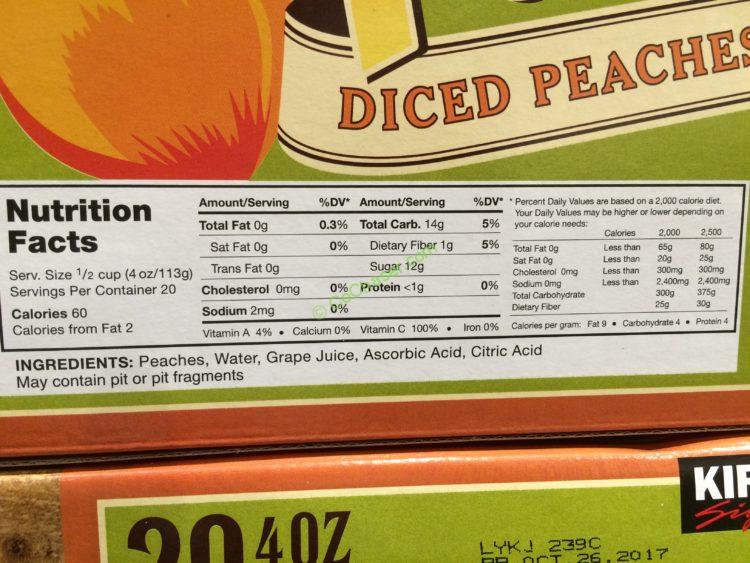 DICED PEACHES
Nutrition
Facts
Serv. Size 1/2 cup (4 oz/113g)
Servings Per Container 20
Calories 60
Calories from Fat 2
Amount/Serving %DV* Amount/Serving %DV*
Total Fat 0g 0.3% Total Carb. 14g 5%
Sat Fat 0g 0% Dietary Fiber 1g 5%
Trans Fat 0g Sugar 12g
Cholesterol 0mg 0% Protein <1g 0%
Sodium 2mg 0%
Vitamin A 4% • Calcium 0% Vitamin C 100% • Iron 0%
* Percent Daily Values are based on a 2,000 calorie diet.
Your Daily Values may be higher or lower depending on
your calorie needs:
Calories 2,000 2,500
Total Fat 0g Less than 65g 80g
Sat Fat 0g Less than 20g 25g
Cholesterol 0mg Less than 300mg 300mg
Sodium 0mg Less than 2,400mg 2,400mg
Total Carbohydrate 300g 375g
Dietary Fiber 25g 30g
Calories per gram: Fat 9 • Carbohydrate 4 • Protein 4
INGREDIENTS: Peaches, Water, Grape Juice, Ascorbic Acid, Citric Acid
May contain pit or pit fragments
20 4OZ
KIR
Sig
LYKJ 239C
BB OCT 26,2017